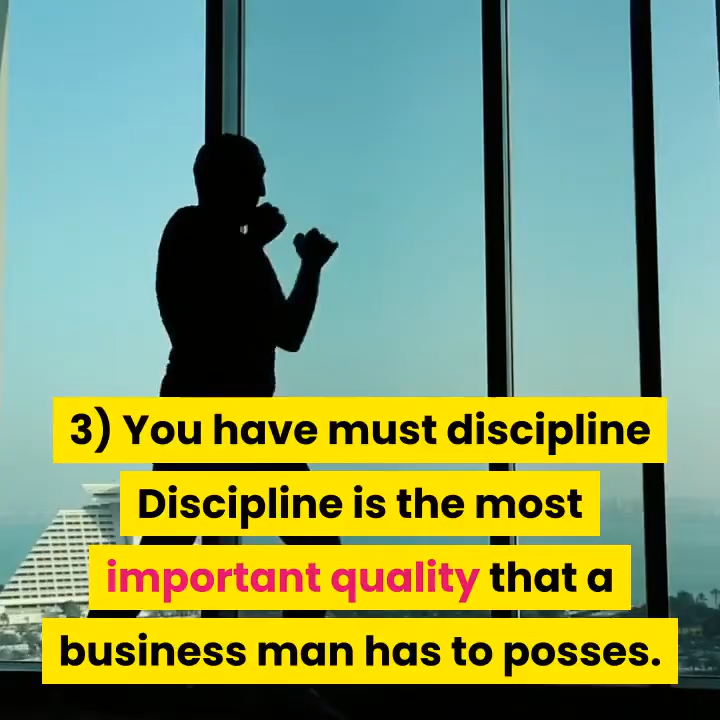 3) You have must discipline
Discipline is the most
important quality that a
business man has to posses.